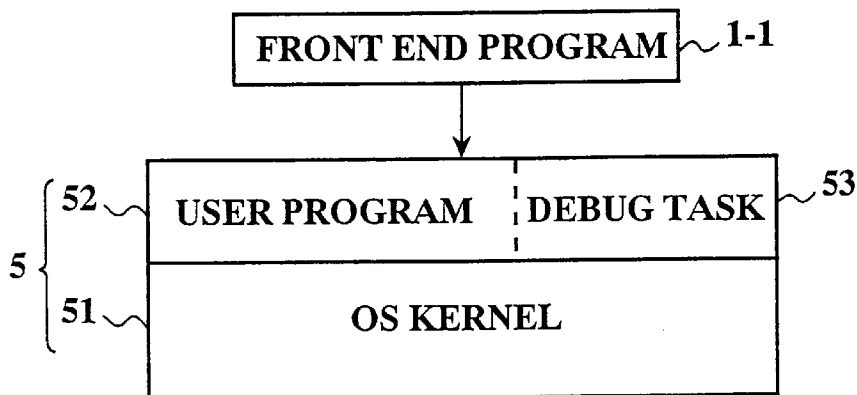 FRONT END PROGRAM 1-1
52 USER PROGRAM DEBUG TASK 53
5
51 OS KERNEL